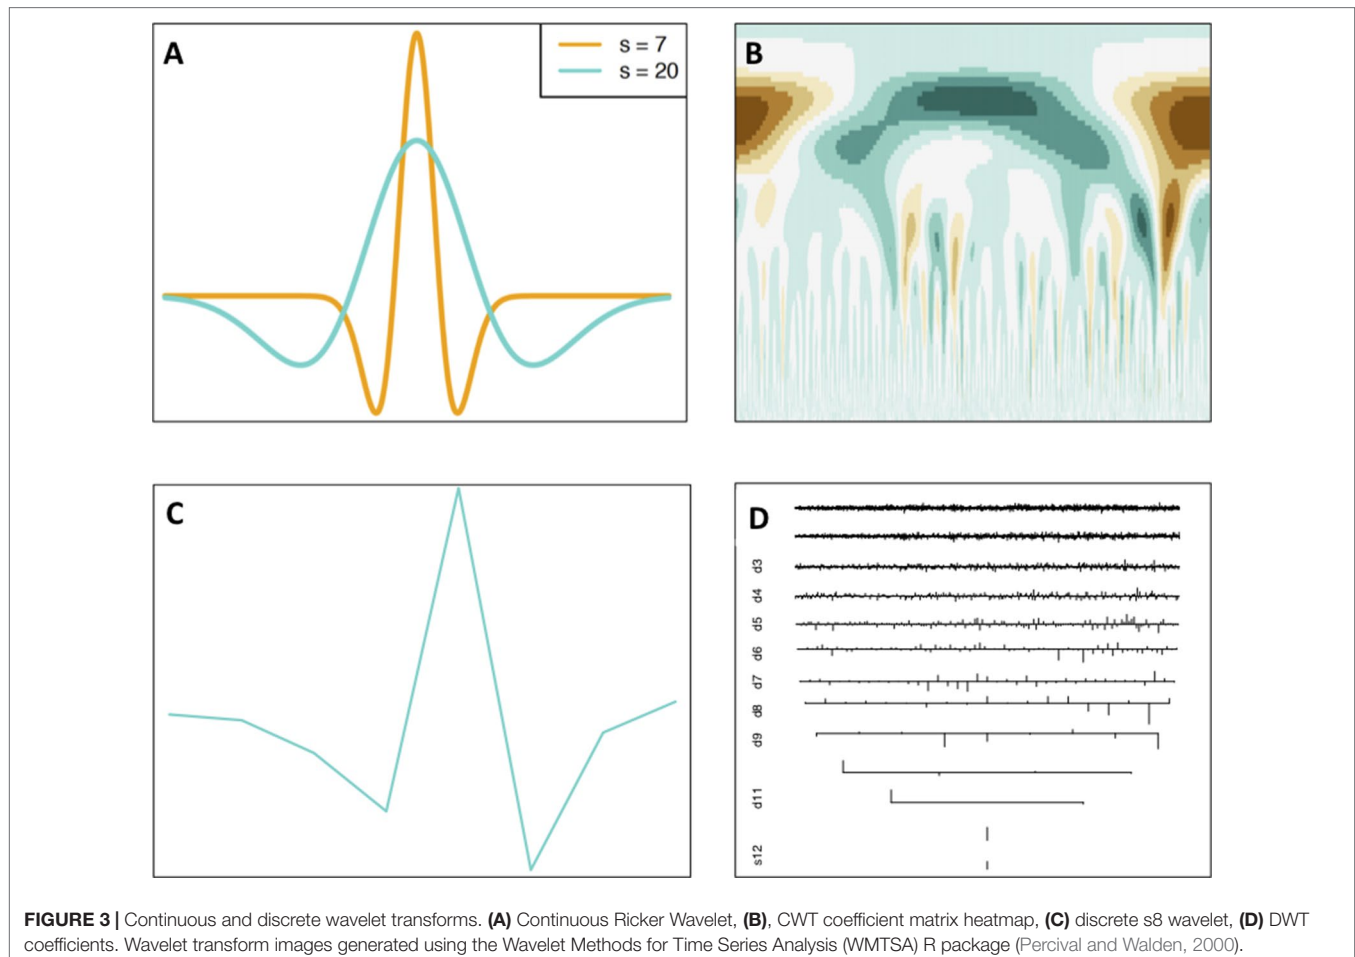 A
s = 7
s = 20
B
C
D
d3
d4
d5
d6
d7
d8
d9
d11
s12
FIGURE 3 | Continuous and discrete wavelet transforms. (A) Continuous Ricker Wavelet, (B), CWT coefficient matrix heatmap, (C) discrete s8 wavelet, (D) DWT
coefficients. Wavelet transform images generated using the Wavelet Methods for Time Series Analysis (WMTSA) R package (Percival and Walden, 2000).